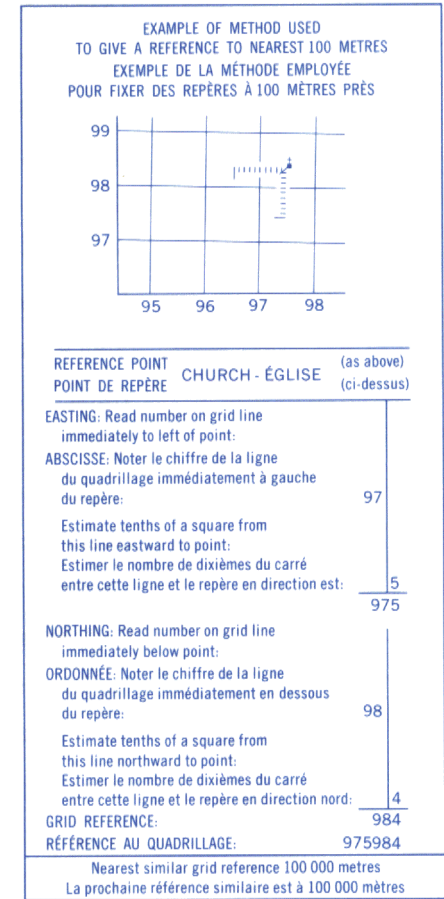 EXAMPLE OF METHOD USED
TO GIVE A REFERENCE TO NEAREST 100 METRES
EXEMPLE DE LA MÉTHODE EMPLOYÉE
POUR FIXER DES REPÈRES À 100 MÈTRES PRÈS
99
98
97
95 96 97 98
REFERENCE POINT
POINT DE REPÈRE
CHURCH - ÉGLISE
(as above)
(ci-dessus)
EASTING: Read number on grid line
immediately to left of point:
ABSCISSE: Noter le chiffre de la ligne
du quadrillage immédiatement à gauche
du repère: 97
Estimate tenths of a square from
this line eastward to point:
Estimer le nombre de dixièmes du carré
entre cette ligne et le repère en direction est: 5
975
NORTHING: Read number on grid line
immediately below point:
ORDONNÉE: Noter le chiffre de la ligne
du quadrillage immédiatement en dessous
du repère: 98
Estimate tenths of a square from
this line northward to point:
Estimer le nombre de dixièmes du carré
entre cette ligne et le repère en direction nord: 4
GRID REFERENCE: 984
RÉFÉRENCE AU QUADRILLAGE: 975984
Nearest similar grid reference 100 000 metres
La prochaine référence similaire est à 100 000 mètres